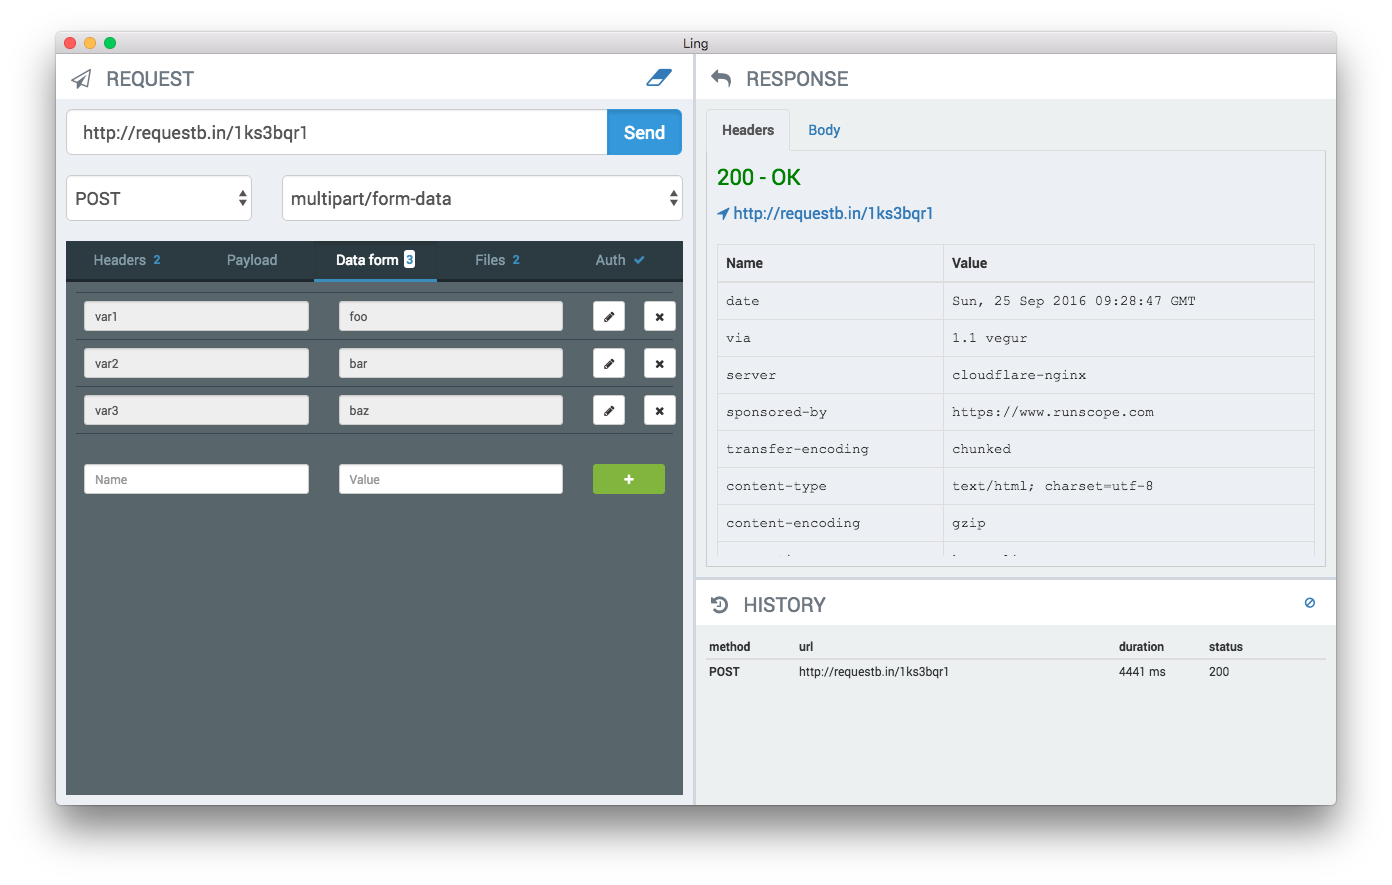 Ling
REQUEST
http://requestb.in/1ks3bqr1 Send
POST multipart/form-data
Headers 2 Payload Data form 3 Files 2 Auth
var1 foo
var2 bar
var3 baz
Name Value +
RESPONSE
Headers Body
200 - OK
http://requestb.in/1ks3bqr1
Name Value
date Sun, 25 Sep 2016 09:28:47 GMT
via 1.1 vegur
server cloudflare-nginx
sponsored-by https://www.runscope.com
transfer-encoding chunked
content-type text/html; charset=utf-8
content-encoding gzip
HISTORY
method url duration status
POST http://requestb.in/1ks3bqr1 4441 ms 200